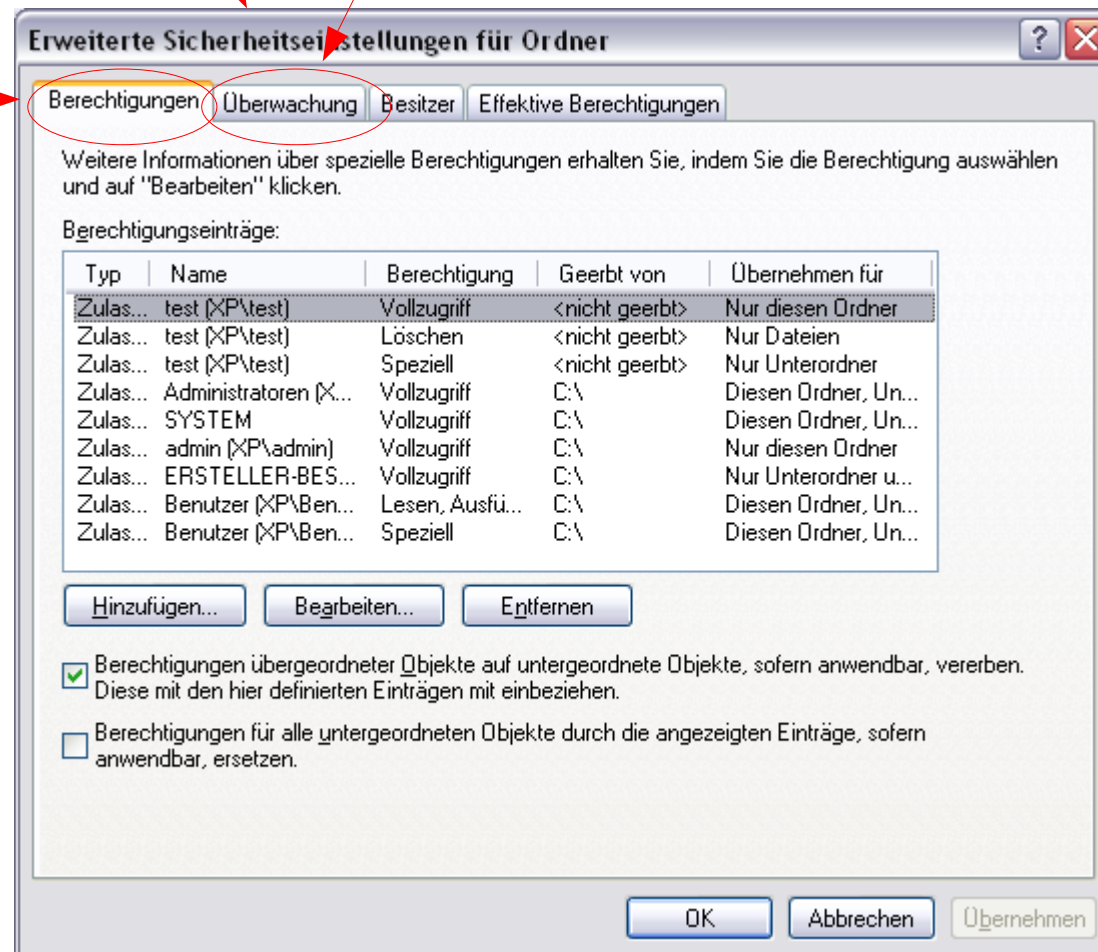 Erweiterte Sicherheitseinstellungen für Ordner
Berechtigungen Überwachung Besitzer Effektive Berechtigungen
Weitere Informationen über spezielle Berechtigungen erhalten Sie, indem Sie die Berechtigung auswählen
und auf "Bearbeiten" klicken.
Berechtigungseinträge:
Typ Name Berechtigung Geerbt von Übernehmen für
Zulas... test (XP\test) Vollzugriff <nicht geerbt> Nur diesen Ordner
Zulas... test (XP\test) Löschen <nicht geerbt> Nur Dateien
Zulas... test (XP\test) Speziell <nicht geerbt> Nur Unterordner
Zulas... Administratoren (X... Vollzugriff C:\ Diesen Ordner, Un...
Zulas... SYSTEM Vollzugriff C:\ Diesen Ordner, Un...
Zulas... admin (XP\admin) Vollzugriff C:\ Nur diesen Ordner
Zulas... ERSTELLER-BES... Vollzugriff C:\ Nur Unterordner u...
Zulas... Benutzer (XP\Ben... Lesen, Ausfü... C:\ Diesen Ordner, Un...
Zulas... Benutzer (XP\Ben... Speziell C:\ Diesen Ordner, Un...
Hinzufügen... Bearbeiten... Entfernen
Berechtigungen übergeordneter Objekte auf untergeordnete Objekte, sofern anwendbar, vererben.
Diese mit den hier definierten Einträgen mit einbeziehen.
Berechtigungen für alle untergeordneten Objekte durch die angezeigten Einträge, sofern
anwendbar, ersetzen.
OK Abbrechen Übernehmen